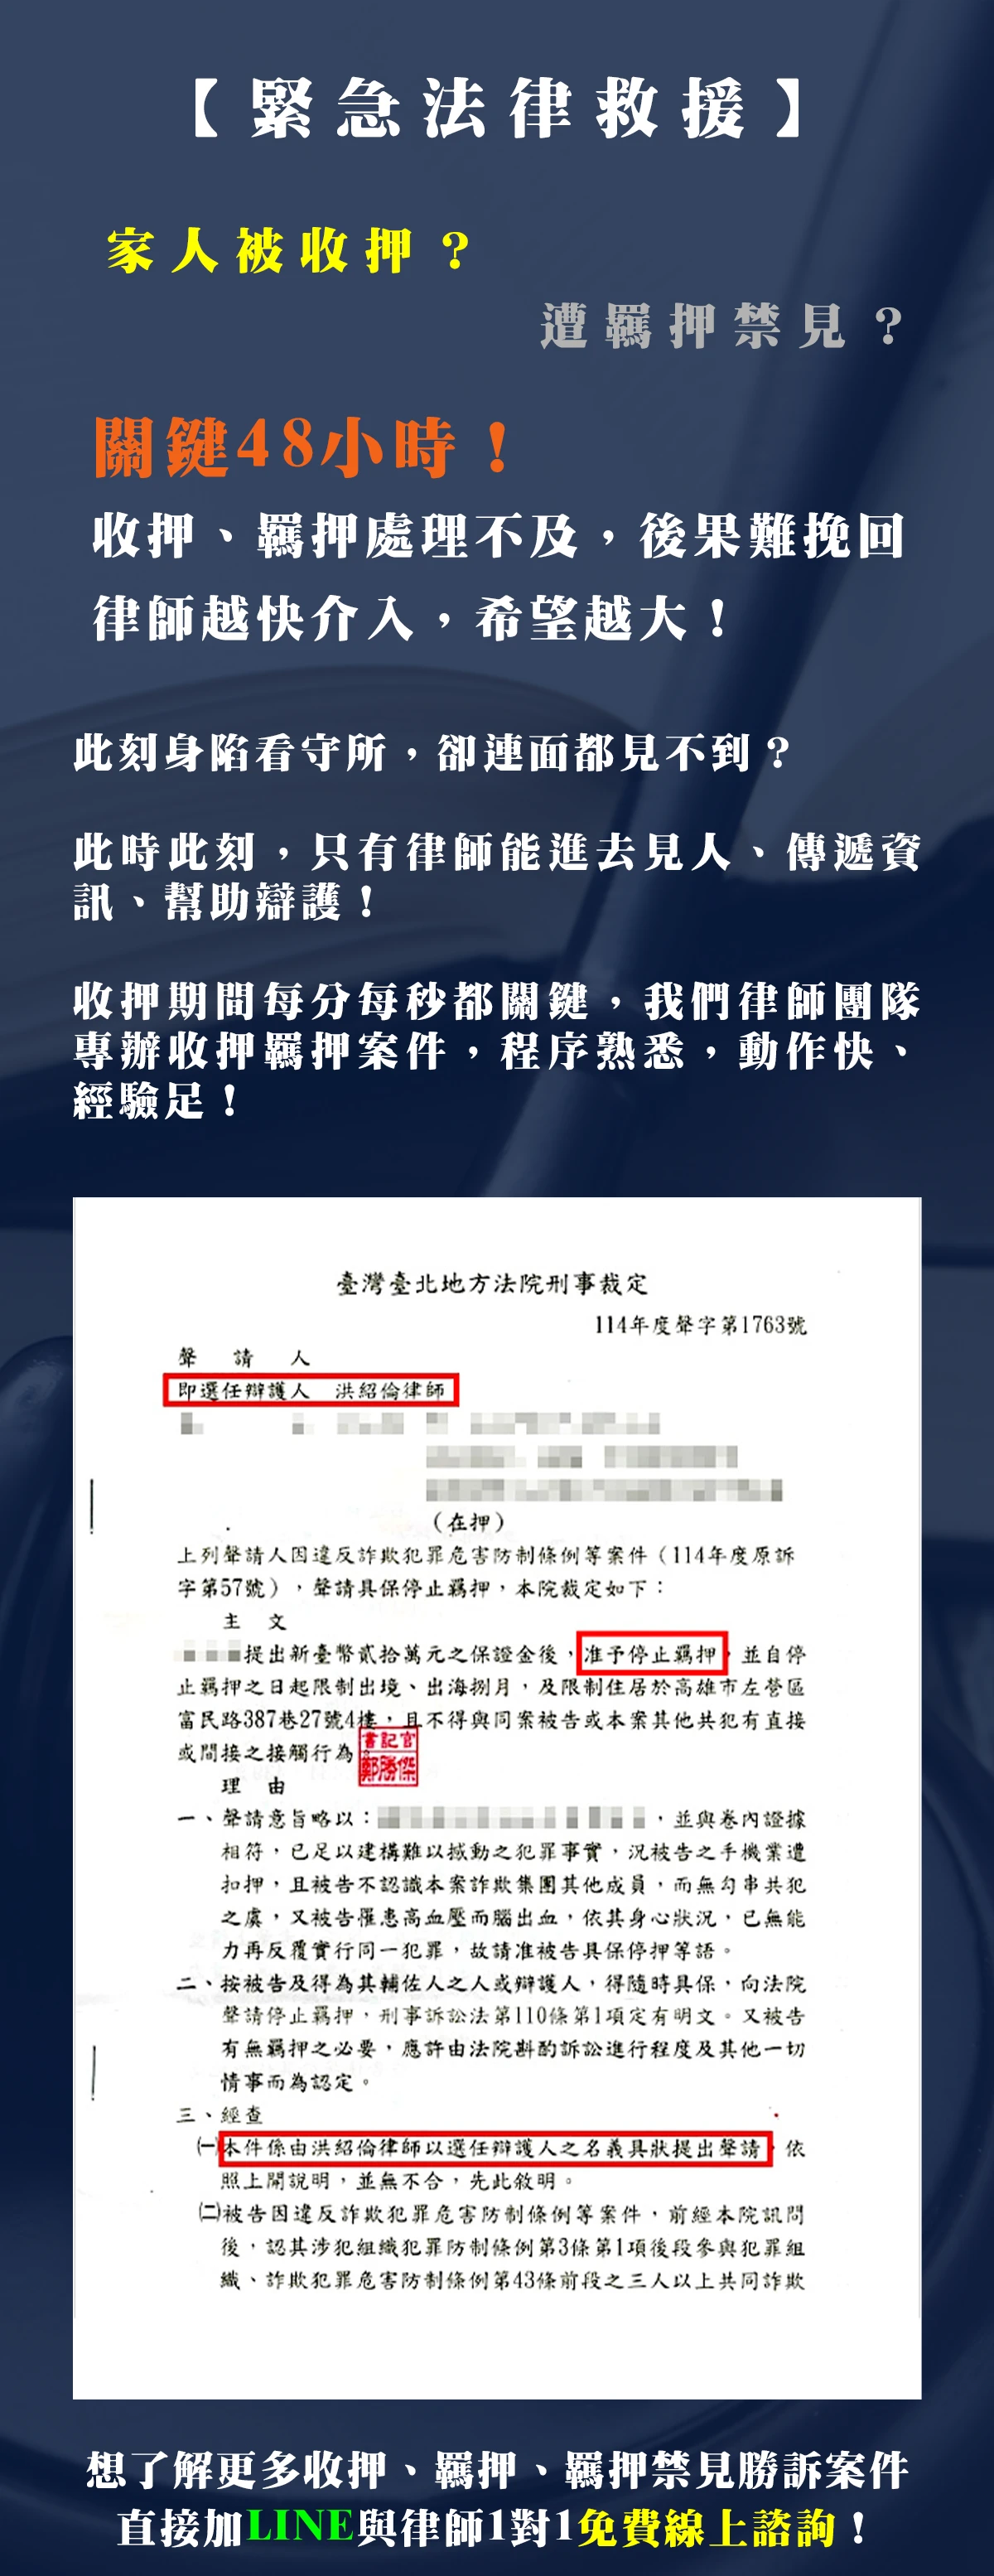 【緊急法律救援】
家人被收押？
遭羈押禁見？
關鍵48小時！
收押、羈押處理不及，後果難挽回
律師越快介入，希望越大！
此刻身陷看守所，卻連面都見不到？
此時此刻，只有律師能進去見人、傳遞資
訊、幫助辯護！
收押期間每分每秒都關鍵，我們律師團隊
專辦收押羈押案件，程序熟悉，動作快、
經驗足！
臺灣臺北地方法院刑事裁定
114年度聲字第1763號
聲請人
即選任辯護人 洪紹倫律師
（在押）
上列聲請人因違反詐欺犯罪危害防制條例等案件（114年度原訴
字第57號），聲請具保停止羈押，本院裁定如下：
主文
提出新臺幣貳拾萬元之保證金後，准予停止羈押，並自停
止羈押之日起限制出境、出海捌月，及限制住居於高雄市左營區
富民路387巷27號4樓，且不得與同案被告或本案其他共犯有直接
或間接之接觸行為。
書記官
鄭勝傑
理由
一、聲請意旨略以：，並與卷內證據
相符，已足以建構難以撼動之犯罪事實，況被告之手機業遭
扣押，且被告不認識本案詐欺集團其他成員，而無勾串共犯
之虞，又被告罹患高血壓而腦出血，依其身心狀況，已無能
力再反覆實行同一犯罪，故請准被告具保停押等語。
二、按被告及得為其輔佐人之人或辯護人，得隨時具保，向法院
聲請停止羈押，刑事訴訟法第110條第1項定有明文。又被告
有無羈押之必要，應許由法院斟酌訴訟進行程度及其他一切
情事而為認定。
三、經查
㈠本件係由洪紹倫律師以選任辯護人之名義具狀提出聲請，依
照上開說明，並無不合，先此敘明。
㈡被告因違反詐欺犯罪危害防制條例等案件，前經本院訊問
後，認其涉犯組織犯罪防制條例第3條第1項後段參與犯罪組
織、詐欺犯罪危害防制條例第43條前段之三人以上共同詐欺
想了解更多收押、羈押、羈押禁見勝訴案件
直接加LINE與律師1對1免費線上諮詢！